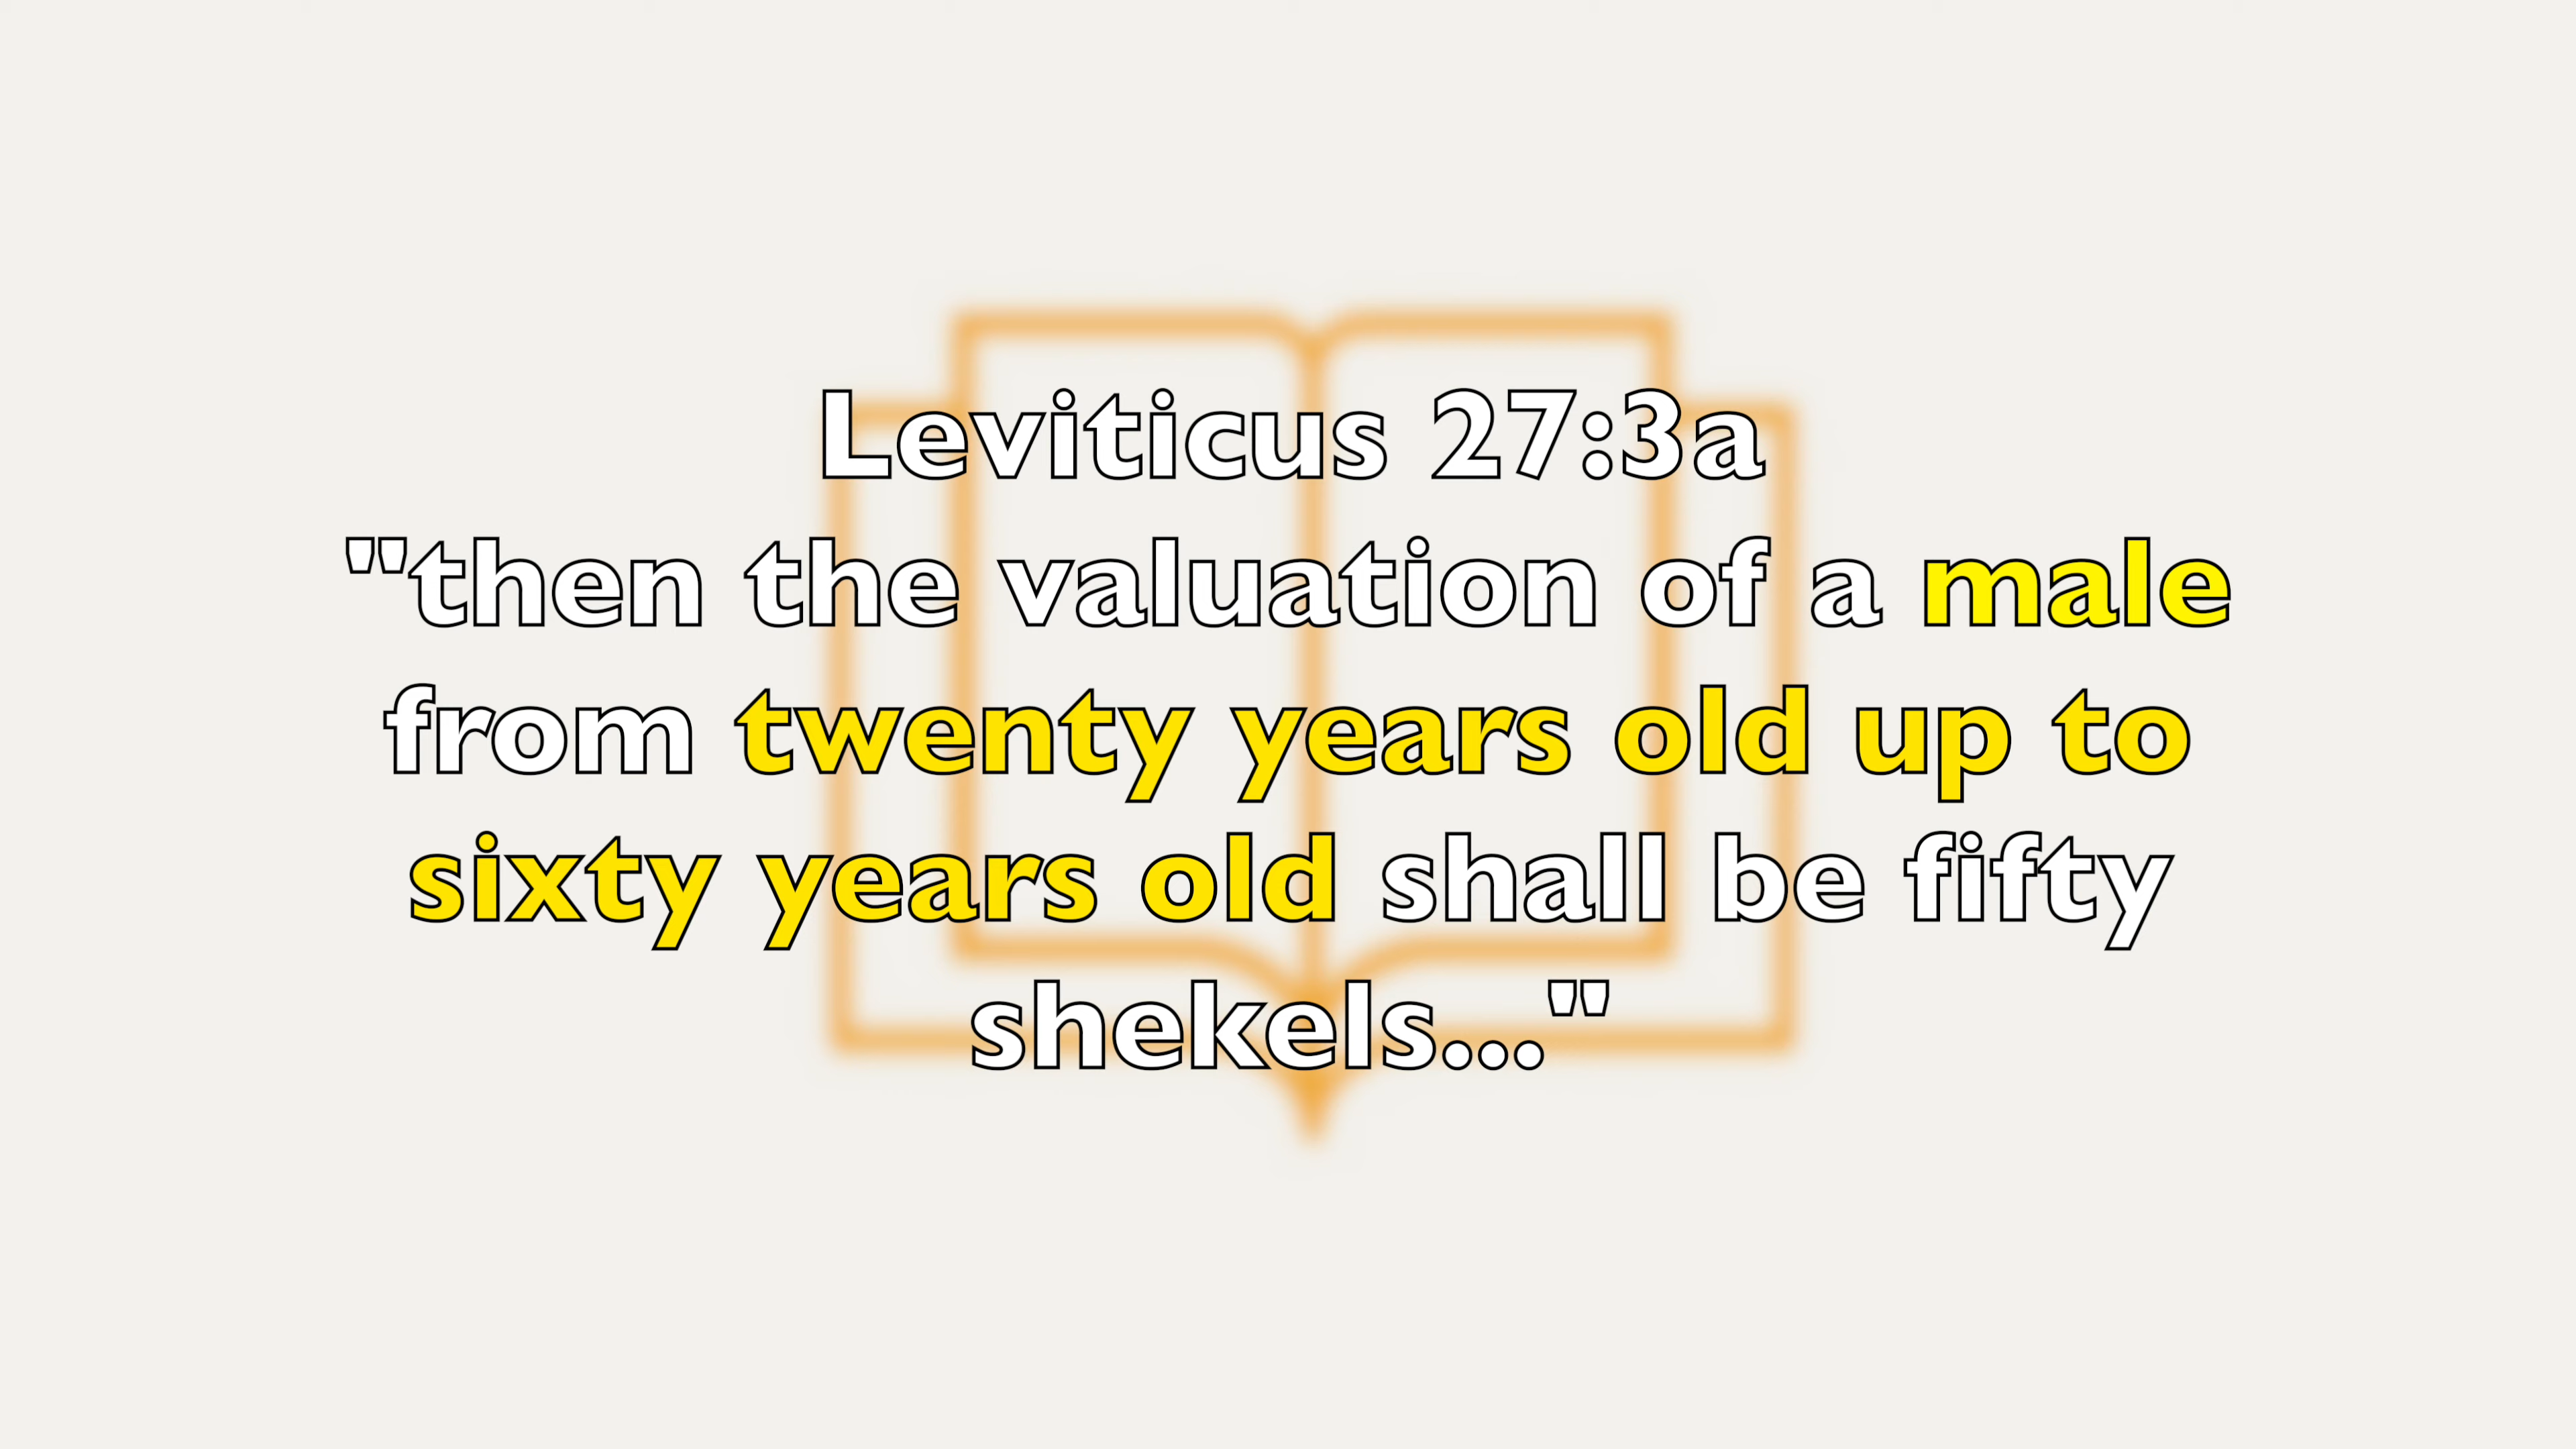 Leviticus 27:3a
"then the valuation of a male
from twenty years old up to
sixty years old shall be fifty
shekels..."